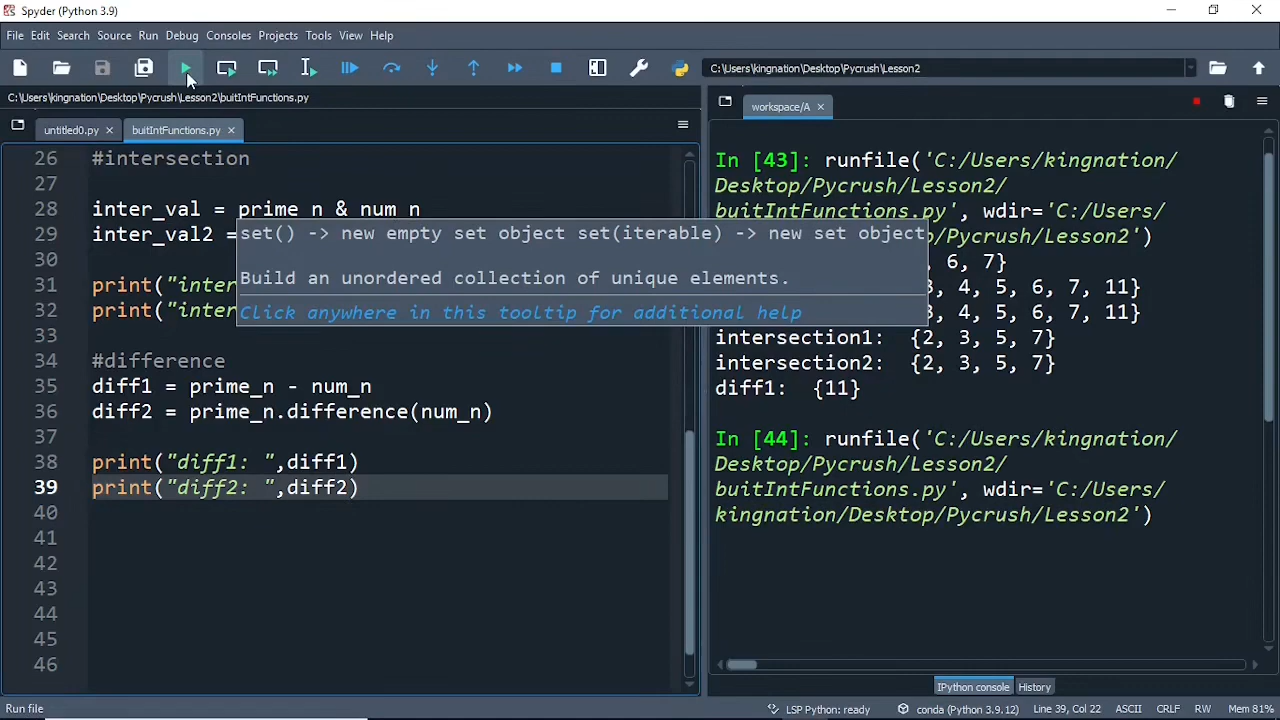 Spyder (Python 3.9)
File Edit Search Source Run Debug Consoles Projects Tools View Help
C:\Users\kingnation\Desktop\Pycrush\Lesson2
C:\Users\kingnation\Desktop\Pycrush\Lesson2\buitIntFunctions.py
untitled0.py
buitIntFunctions.py
26 #intersection
27
28 inter_val = prime_n & num_n
29 inter_val2 =
30
31 print("inter
32 print("inter
33
34 #difference
35 diff1 = prime_n - num_n
36 diff2 = prime_n.difference(num_n)
37
38 print("diff1: ",diff1)
39 print("diff2: ",diff2)
40
41
42
43
44
45
46
set() -> new empty set object set(iterable) -> new set object
Build an unordered collection of unique elements.
Click anywhere in this tooltip for additional help
workspace/A
In [43]: runfile('C:/Users/kingnation/
Desktop/Pycrush/Lesson2/
buitIntFunctions.py', wdir='C:/Users/
p/Pycrush/Lesson2')
, 6, 7}
3, 4, 5, 6, 7, 11}
3, 4, 5, 6, 7, 11}
intersection1:  {2, 3, 5, 7}
intersection2:  {2, 3, 5, 7}
diff1:  {11}
In [44]: runfile('C:/Users/kingnation/
Desktop/Pycrush/Lesson2/
buitIntFunctions.py', wdir='C:/Users/
kingnation/Desktop/Pycrush/Lesson2')
IPython console History
Run file
LSP Python: ready
conda (Python 3.9.12)
Line 39, Col 22
ASCII
CRLF
RW
Mem 81%